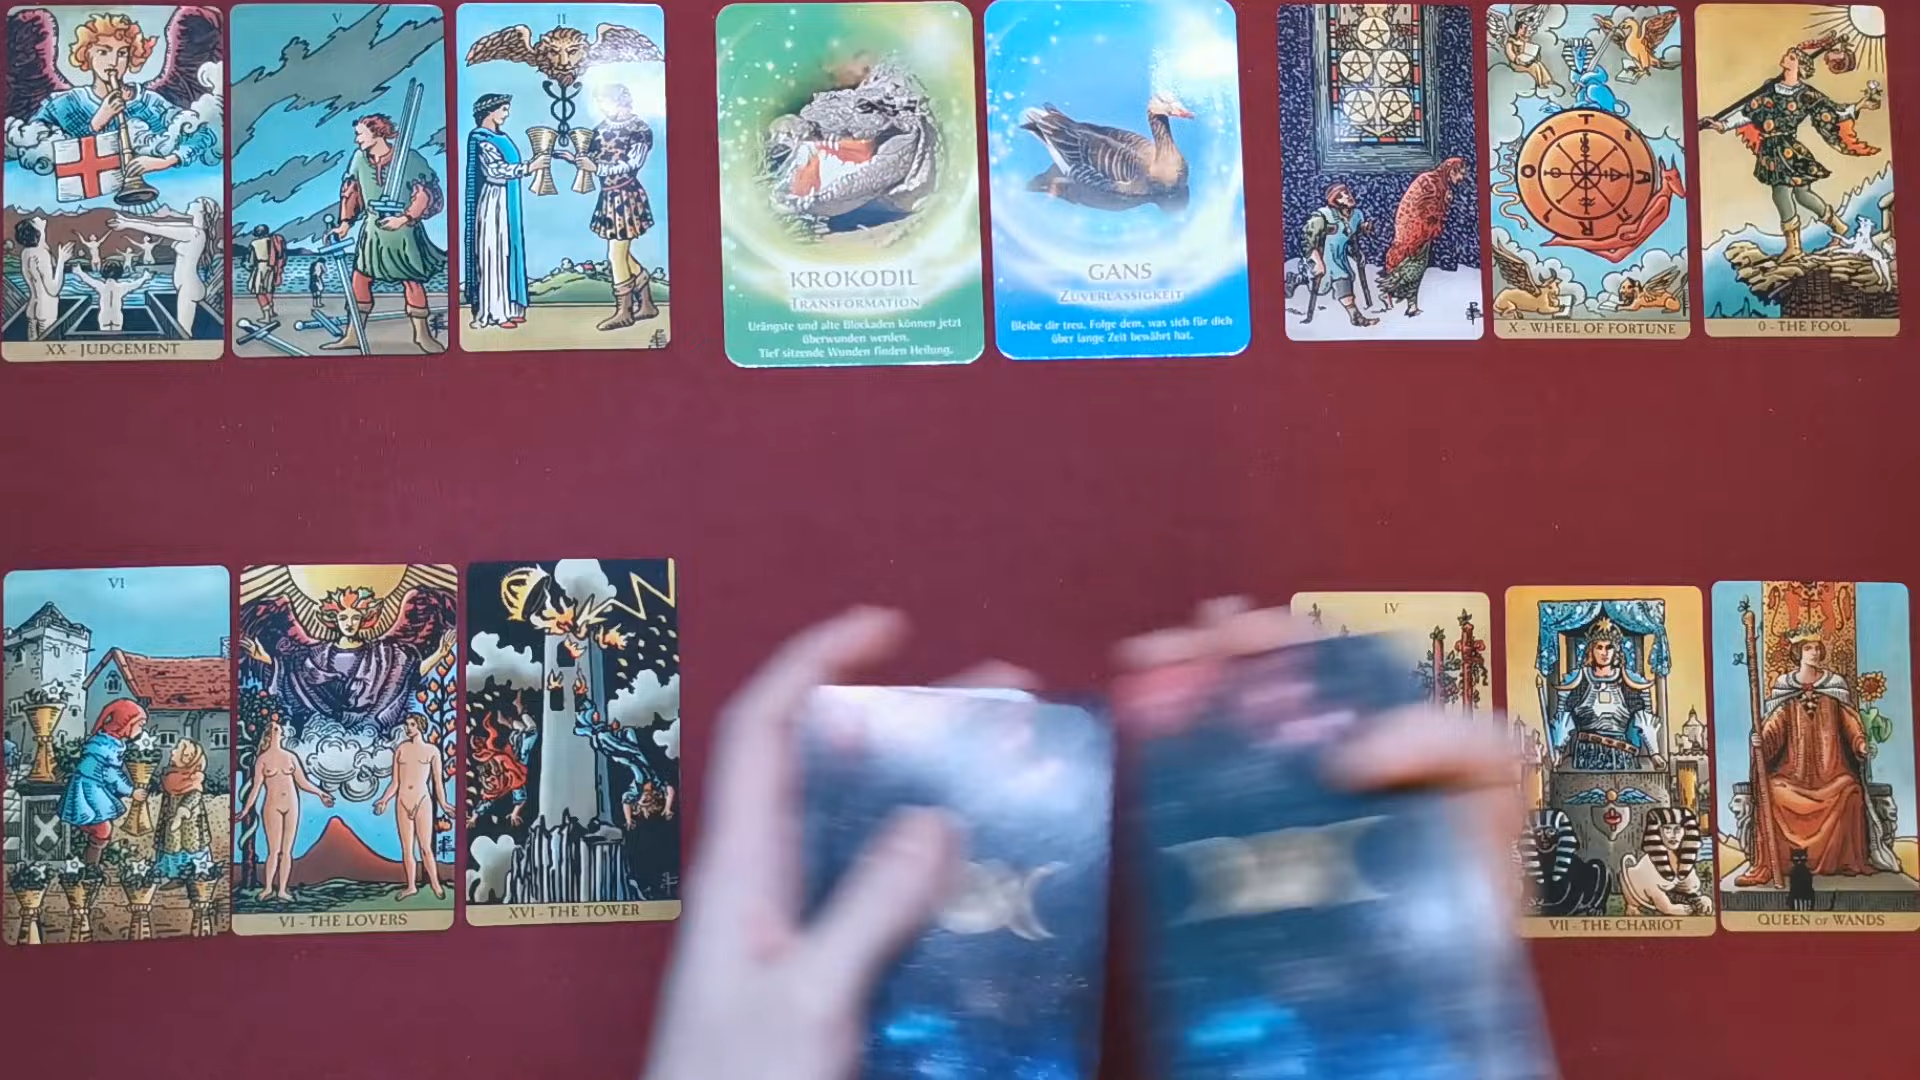 XX - JUDGEMENT
V
II
KROKODIL
TRANSFORMATION
Urängste und alte Blockaden können jetzt
überwunden werden.
Tief sitzende Wunden finden Heilung.
GANS
ZUVERLÄSSIGKEIT
Bleibe dir treu. Folge dem, was sich für dich
über lange Zeit bewährt hat.
X - WHEEL OF FORTUNE
0 - THE FOOL
VI
VI - THE LOVERS
XVI - THE TOWER
IV
VII - THE CHARIOT
QUEEN OF WANDS